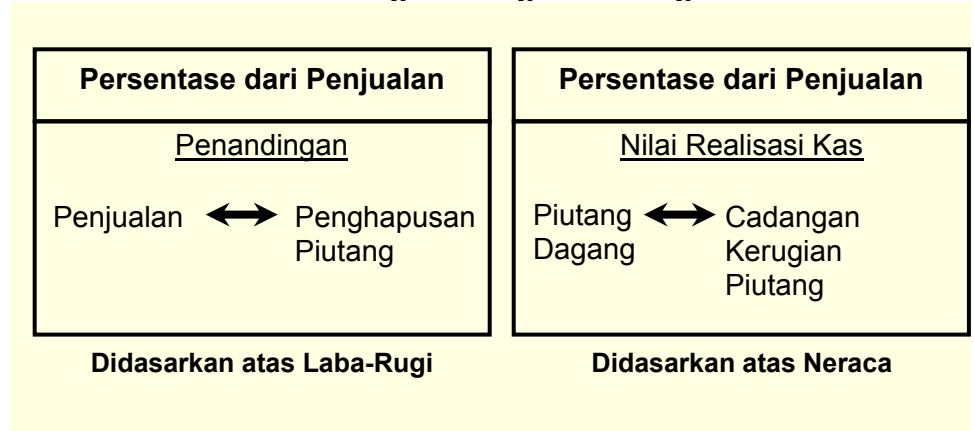 Persentase dari Penjualan
Penandingan
Penjualan Penghapusan
Piutang
Didasarkan atas Laba-Rugi
Persentase dari Penjualan
Nilai Realisasi Kas
Piutang Cadangan
Dagang Kerugian
Piutang
Didasarkan atas Neraca